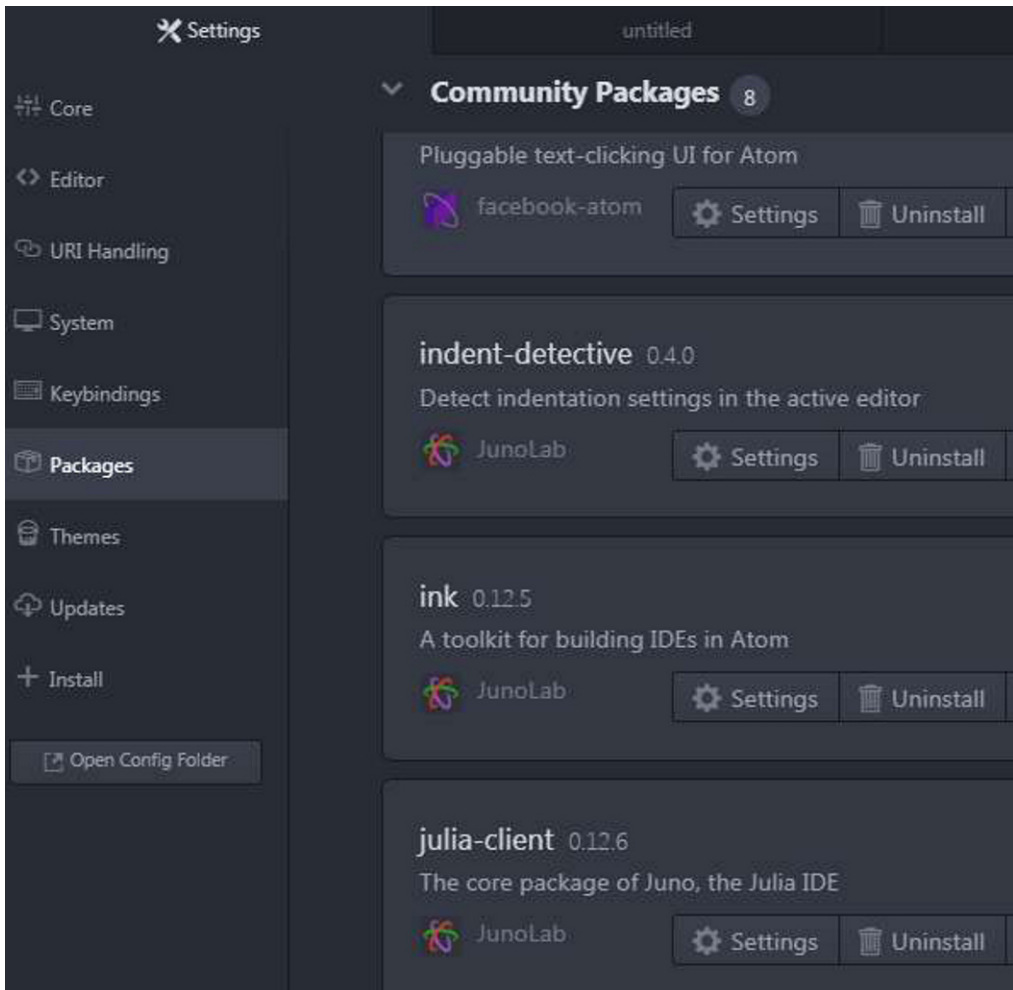 Settings
untitled
Core
Editor
URI Handling
System
Keybindings
Packages
Themes
Updates
Install
Open Config Folder
Community Packages 8
Pluggable text-clicking UI for Atom
facebook-atom Settings Uninstall
indent-detective 0.4.0
Detect indentation settings in the active editor
JunoLab Settings Uninstall
ink 0.12.5
A toolkit for building IDEs in Atom
JunoLab Settings Uninstall
julia-client 0.12.6
The core package of Juno, the Julia IDE
JunoLab Settings Uninstall